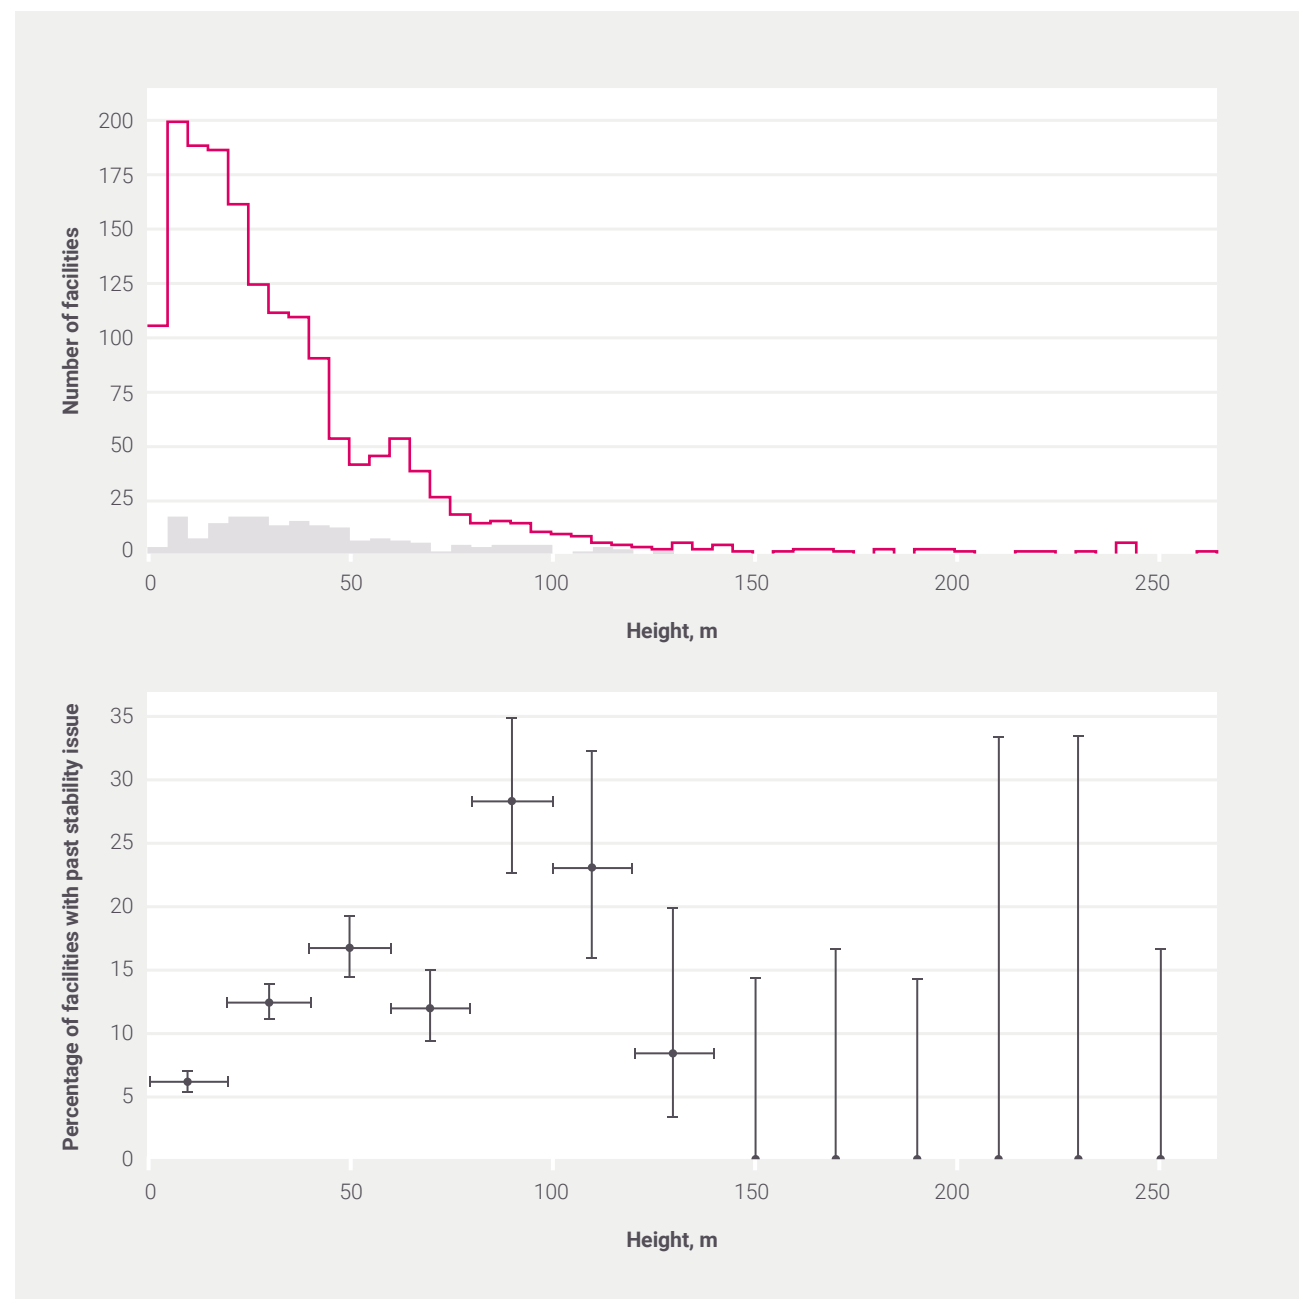 Number of facilities
200
175
150
125
100
75
50
25
0
0 50 100 150 200 250
Height, m
Percentage of facilities with past stability issue
35
30
25
20
15
10
5
0
0 50 100 150 200 250
Height, m